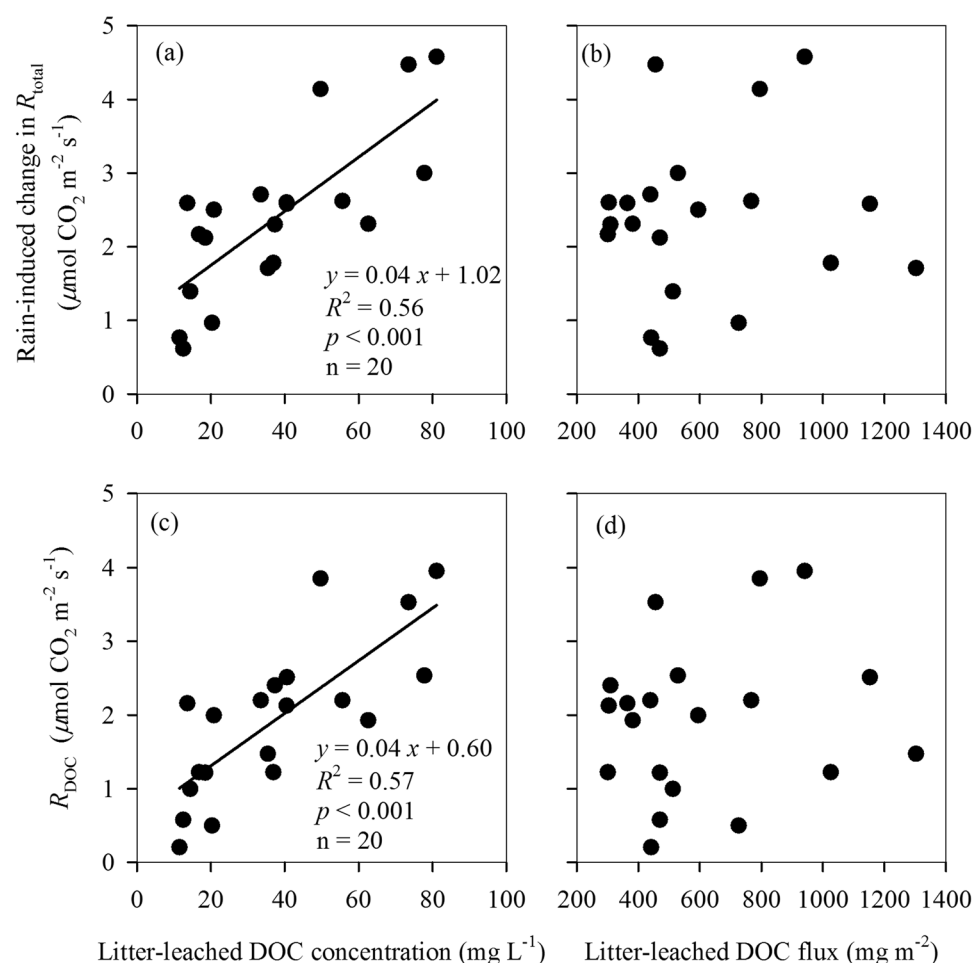 Rain-induced change in R_total
(μmol CO₂ m⁻² s⁻¹)
5
4
3
2
1
0
(a)
y = 0.04 x + 1.02
R² = 0.56
p < 0.001
n = 20
0 20 40 60 80 100
(b)
200 400 600 800 1000 1200 1400
R_DOC (μmol CO₂ m⁻² s⁻¹)
5
4
3
2
1
0
(c)
y = 0.04 x + 0.60
R² = 0.57
p < 0.001
n = 20
0 20 40 60 80 100
(d)
200 400 600 800 1000 1200 1400
Litter-leached DOC concentration (mg L⁻¹)
Litter-leached DOC flux (mg m⁻²)